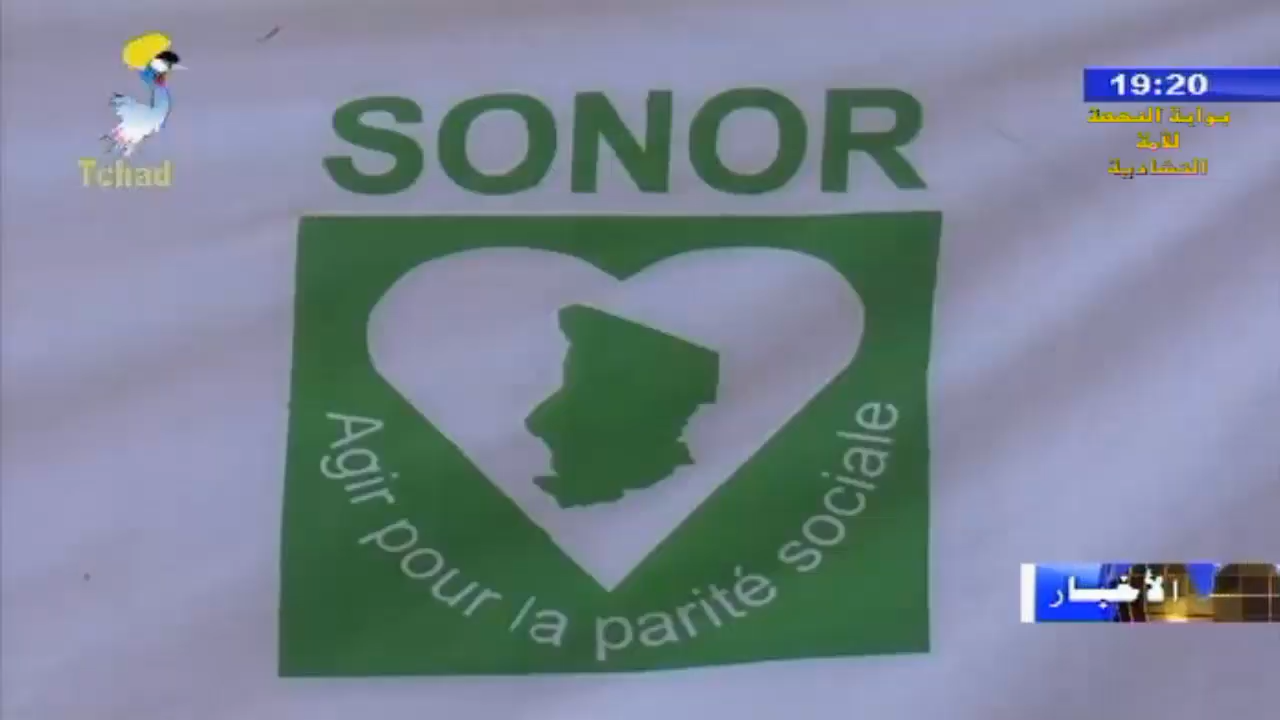 Tchad
SONOR
Agir pour la parité sociale
19:20
بوابة النهضة
للأمة
التشادية
الأخبار